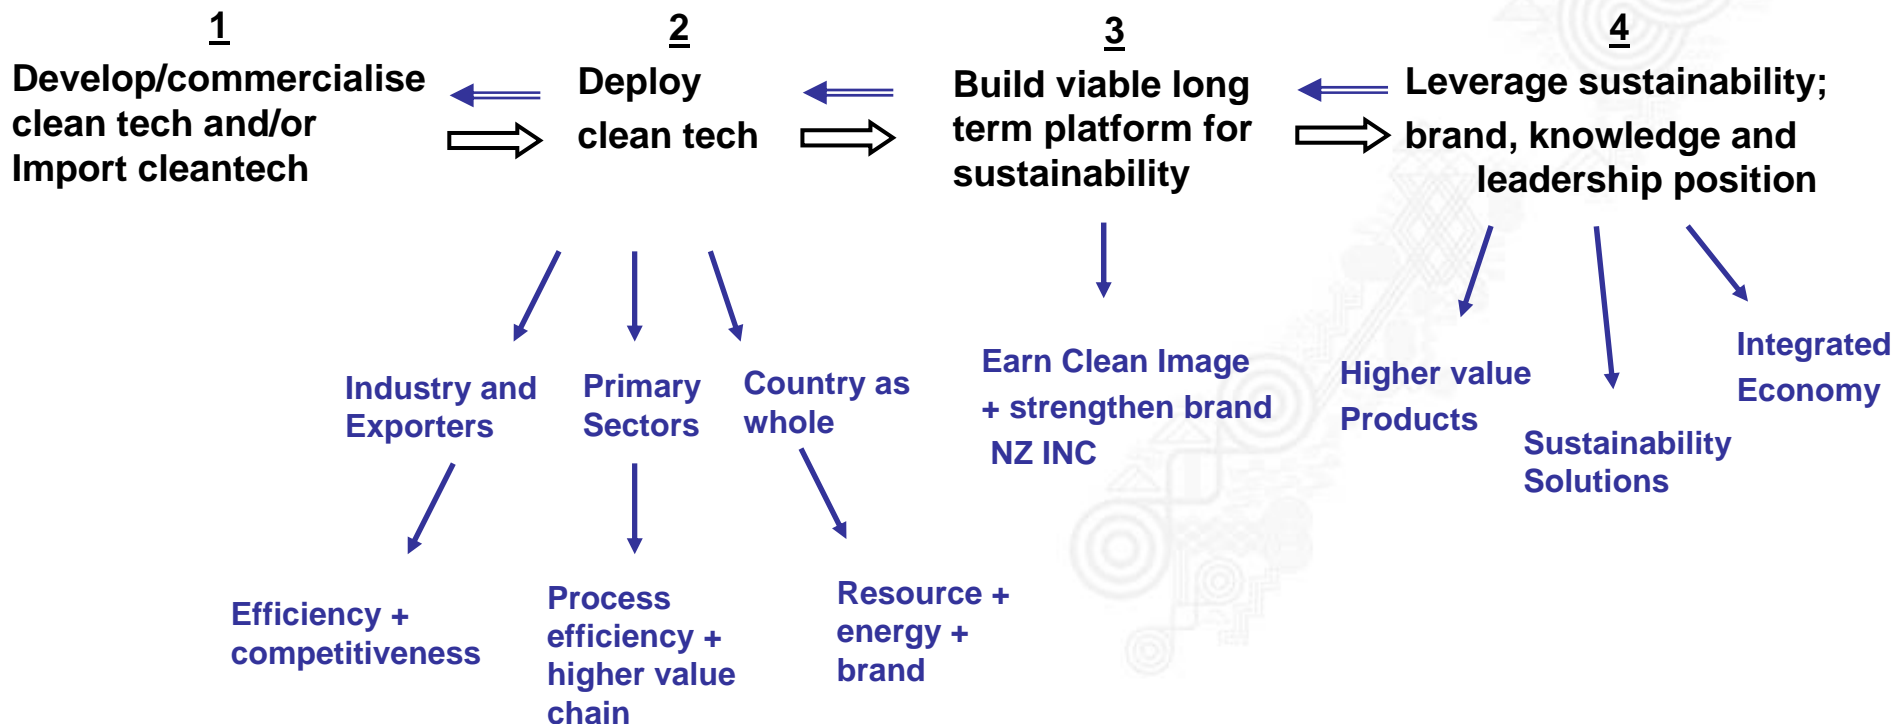 1
Develop/commercialise
clean tech and/or
Import cleantech
2
Deploy
clean tech
3
Build viable long
term platform for
sustainability
4
Leverage sustainability;
brand, knowledge and
leadership position
Industry and
Exporters
Primary
Sectors
Country as
whole
Earn Clean Image
+ strengthen brand
NZ INC
Higher value
Products
Sustainability
Solutions
Integrated
Economy
Efficiency +
competitiveness
Process
efficiency +
higher value
chain
Resource +
energy +
brand